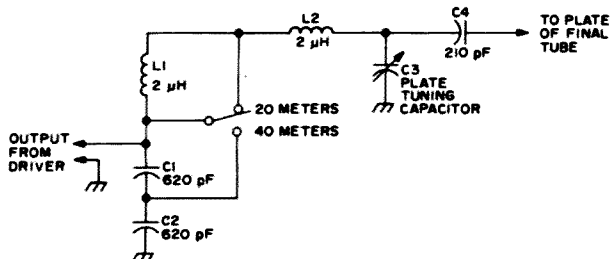 L2
2 µH
C4
210 pF
TO PLATE
OF FINAL
TUBE
L1
2 µH
C3
PLATE
TUNING
CAPACITOR
20 METERS
40 METERS
OUTPUT
FROM
DRIVER
C1
620 pF
C2
620 pF